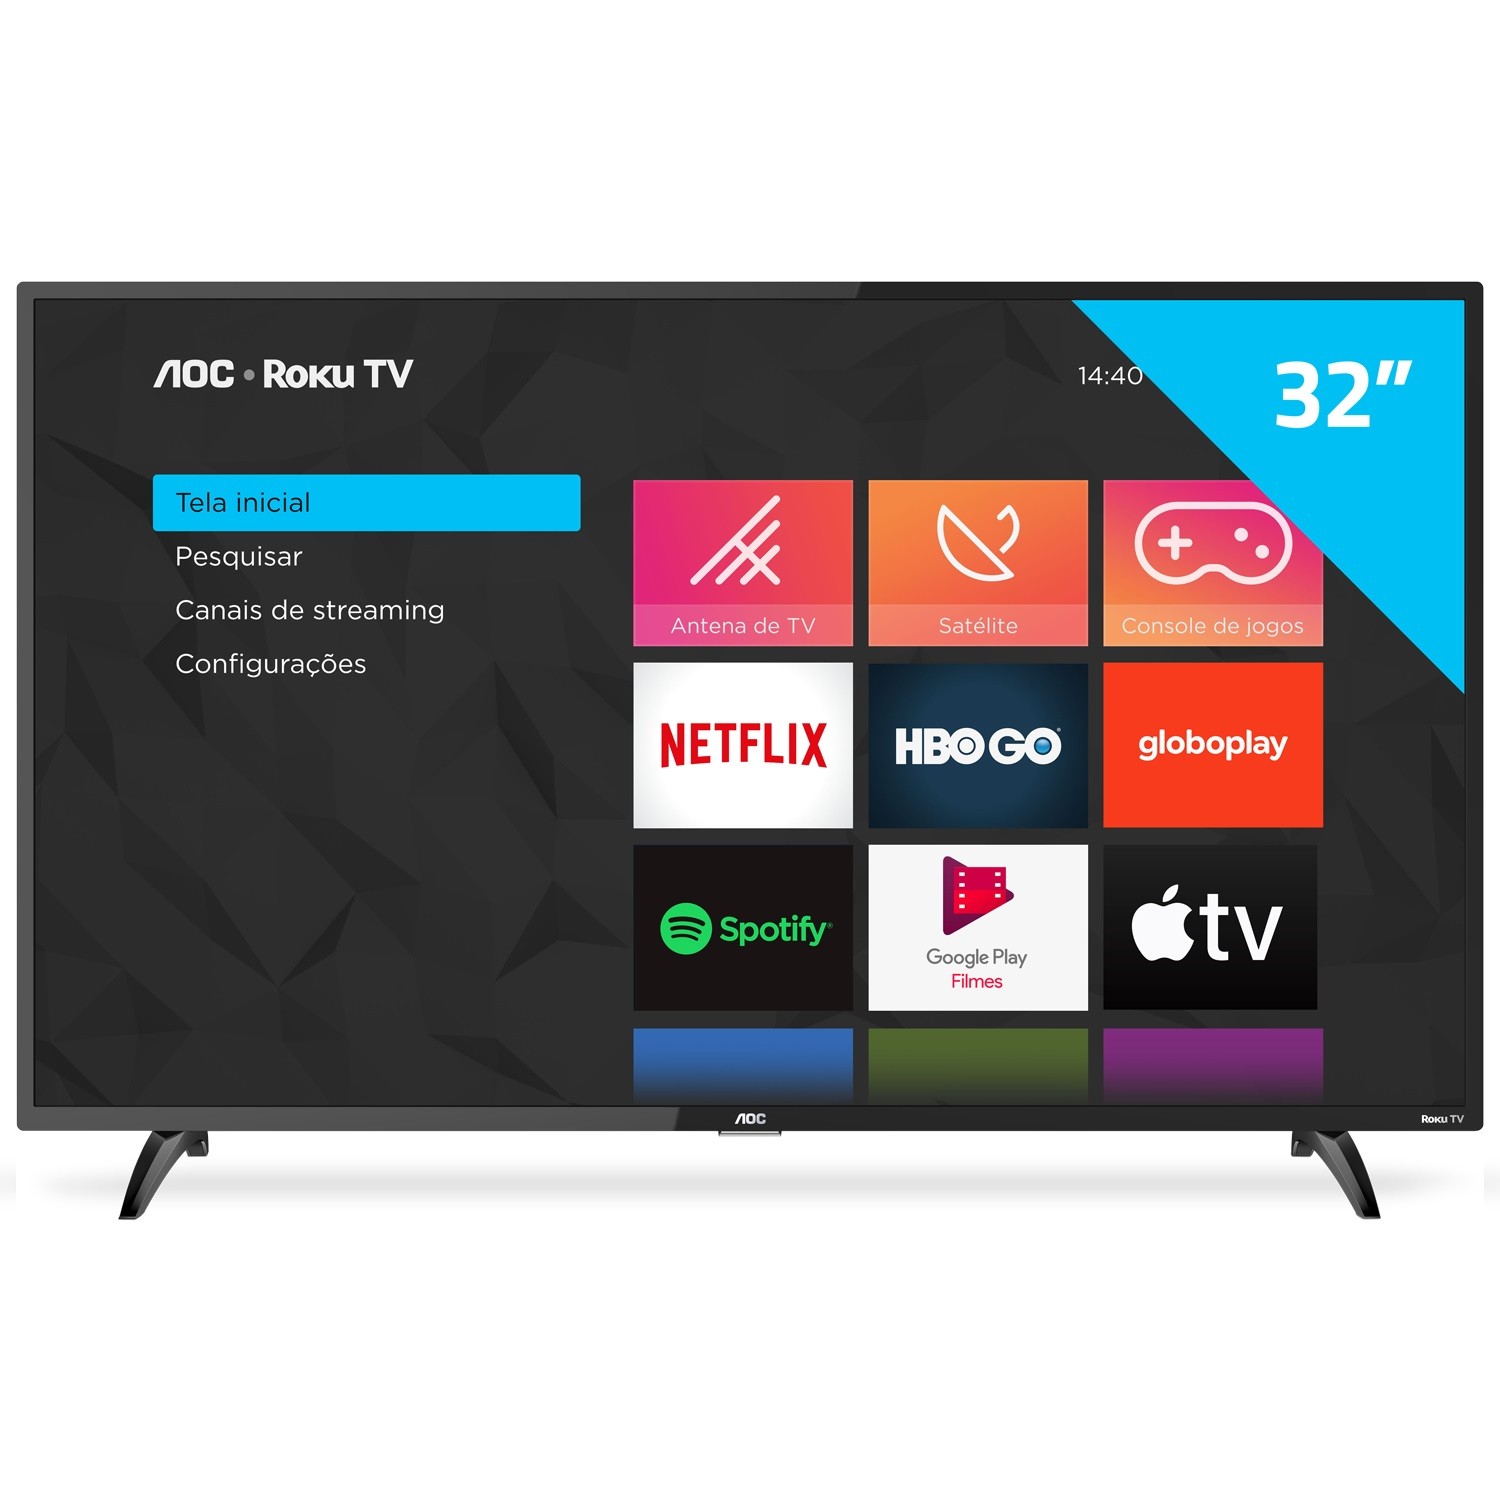 AOC • Roku TV
14:40
32"
Tela inicial
Pesquisar
Canais de streaming
Configurações
Antena de TV
Satélite
Console de jogos
NETFLIX
HBO GO
globoplay
Spotify
Google Play
Filmes
tv
AOC
Roku TV